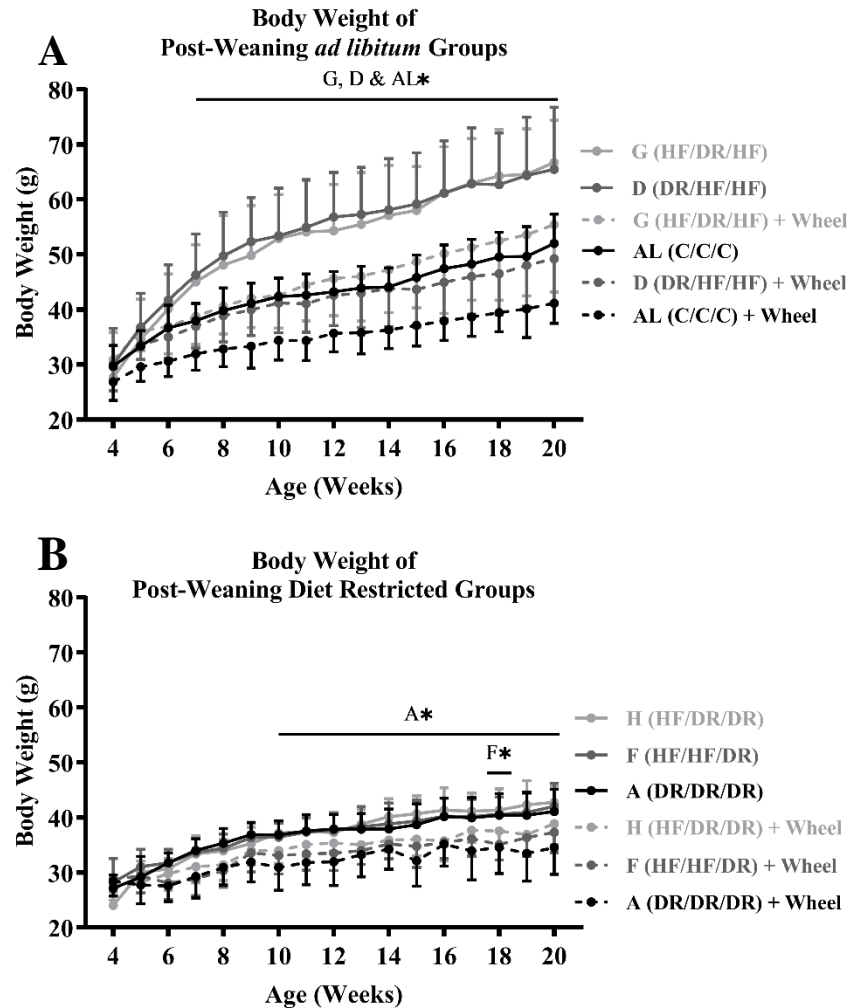 A
Body Weight of
Post-Weaning ad libitum Groups
G, D & AL*
Body Weight (g)
80
70
60
50
40
30
20
4 6 8 10 12 14 16 18 20
Age (Weeks)
G (HF/DR/HF)
D (DR/HF/HF)
G (HF/DR/HF) + Wheel
AL (C/C/C)
D (DR/HF/HF) + Wheel
AL (C/C/C) + Wheel
B
Body Weight of
Post-Weaning Diet Restricted Groups
A*
F*
Body Weight (g)
80
70
60
50
40
30
20
4 6 8 10 12 14 16 18 20
Age (Weeks)
H (HF/DR/DR)
F (HF/HF/DR)
A (DR/DR/DR)
H (HF/DR/DR) + Wheel
F (HF/HF/DR) + Wheel
A (DR/DR/DR) + Wheel